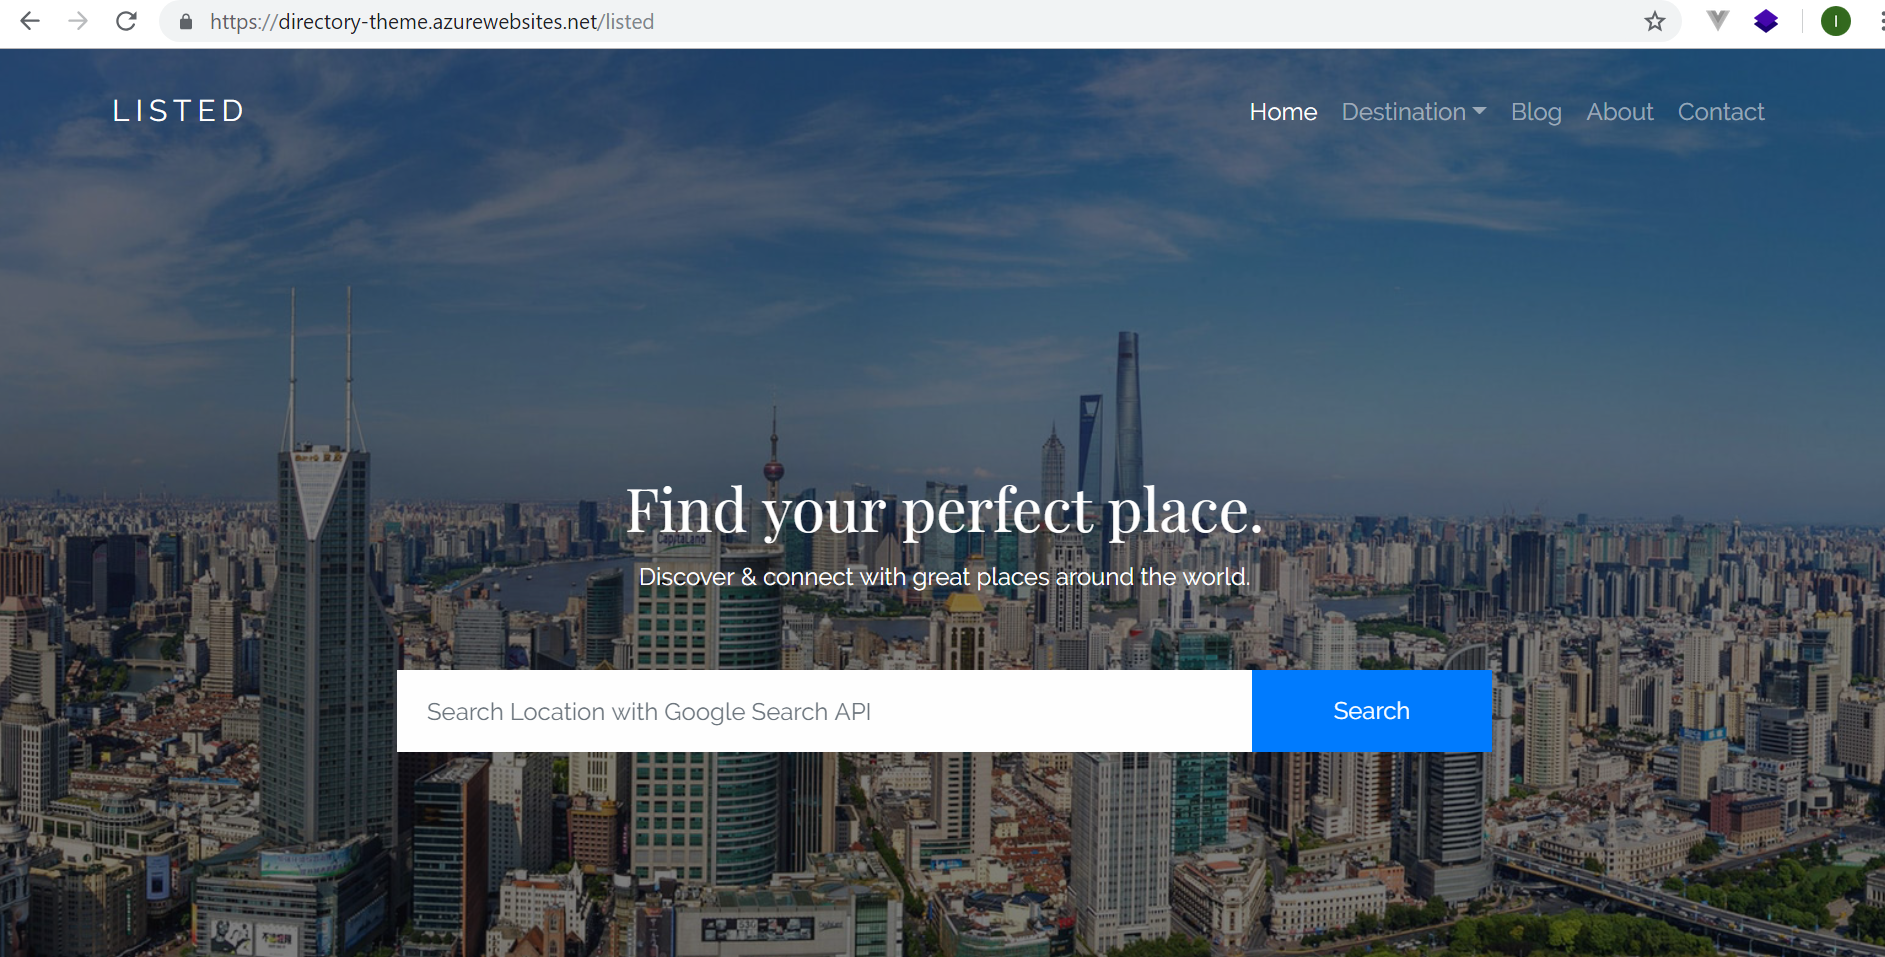 https://directory-theme.azurewebsites.net/listed
I
LISTED
Home Destination Blog About Contact
Find your perfect place.
CapitaLand
Discover & connect with great places around the world.
Search Location with Google Search API
Search